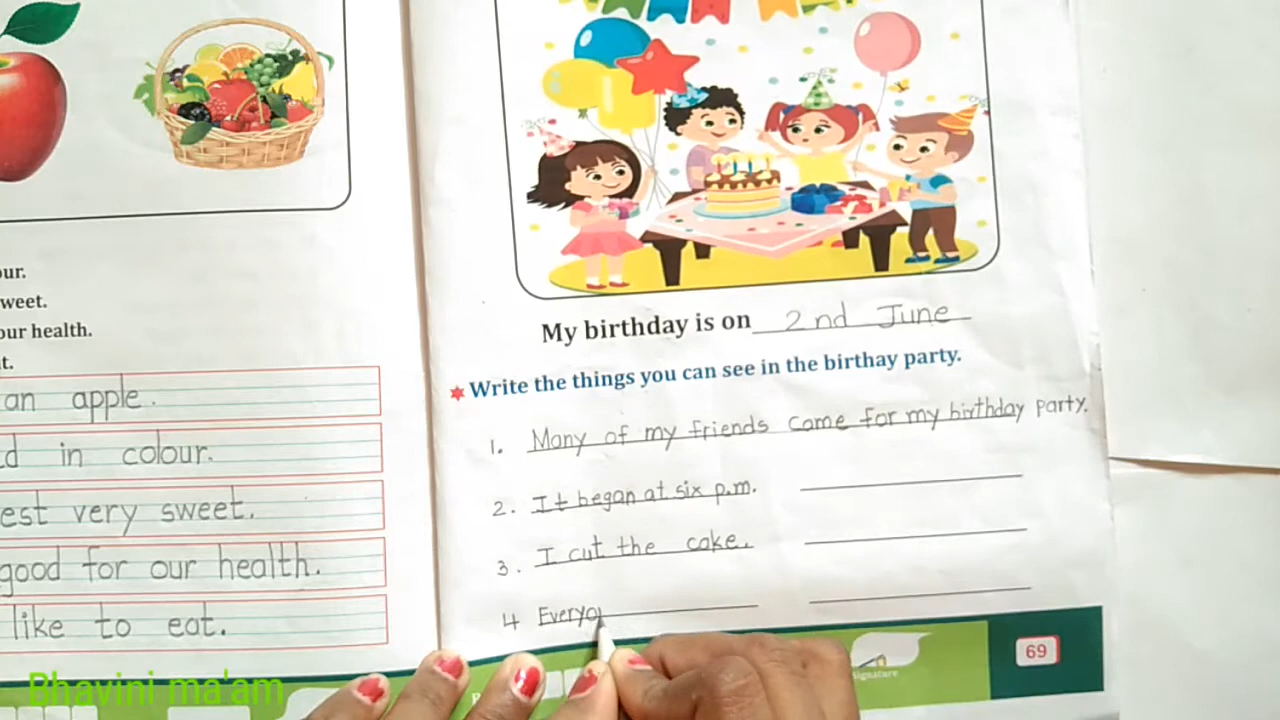 our.
weet.
our health.
t.
an apple.
d in colour.
est very sweet.
good for our health.
like to eat.
Bhavini ma'am
My birthday is on 2nd June
Write the things you can see in the birthay party.
1. Many of my friends come for my birthday party.
2. It began at six p.m.
3. I cut the cake.
4 Everyo
69
Signature